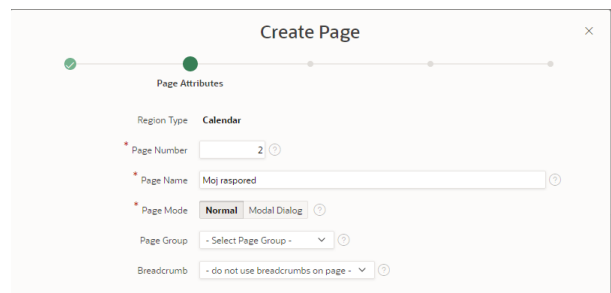 Create Page
Page Attributes
Region Type Calendar
* Page Number 2
* Page Name Moj raspored
* Page Mode Normal Modal Dialog
Page Group - Select Page Group -
Breadcrumb - do not use breadcrumbs on page -